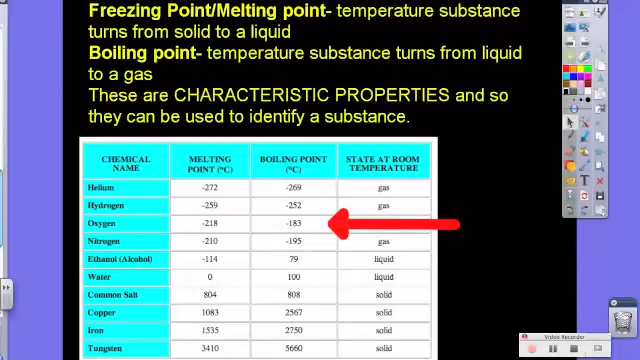 Freezing Point/Melting point- temperature substance
turns from solid to a liquid
Boiling point- temperature substance turns from liquid
to a gas
These are CHARACTERISTIC PROPERTIES and so
they can be used to identify a substance.
CHEMICAL NAME MELTING POINT (°C) BOILING POINT (°C) STATE AT ROOM TEMPERATURE
Helium -272 -269 gas
Hydrogen -259 -252 gas
Oxygen -218 -183
Nitrogen -210 -195 gas
Ethanol (Alcohol) -114 79 liquid
Water 0 100 liquid
Common Salt 804 808 solid
Copper 1083 2567 solid
Iron 1535 2750 solid
Tungsten 3410 5660 solid
Video Recorder